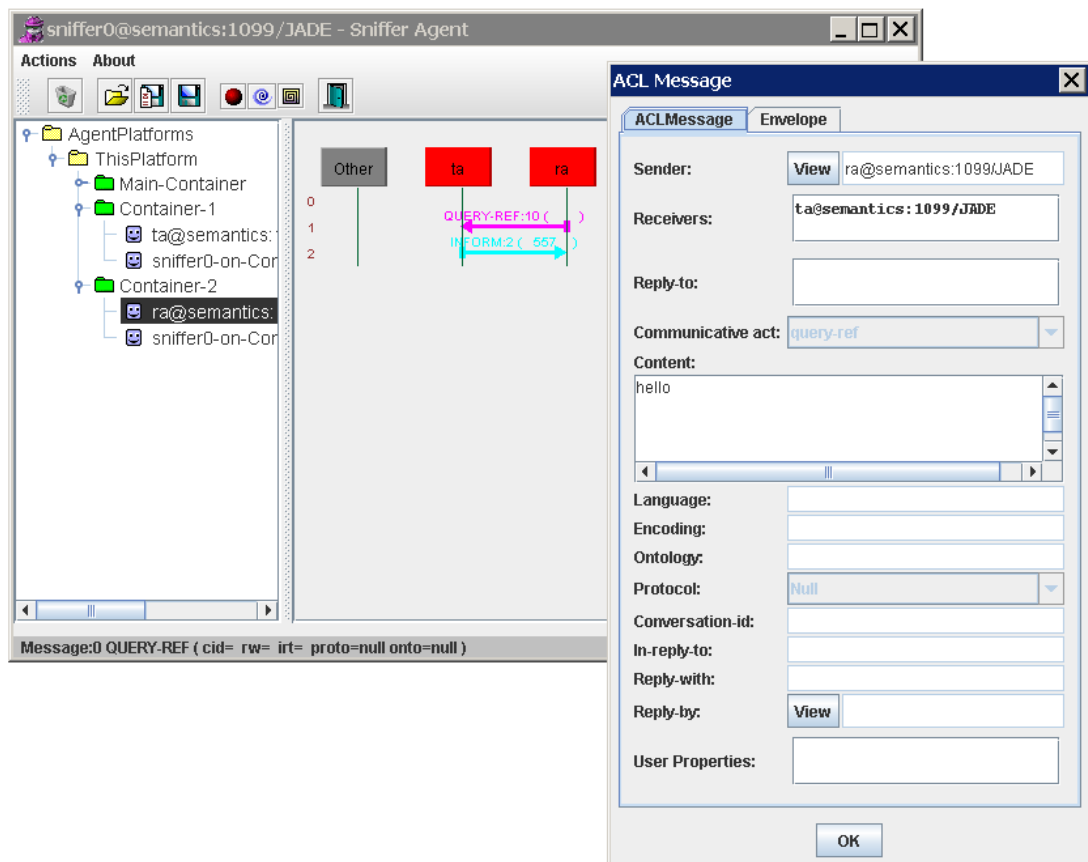 sniffer0@semantics:1099/JADE - Sniffer Agent
Actions About
AgentPlatforms
ThisPlatform
Main-Container
Container-1
ta@semantics:
sniffer0-on-Cor
Container-2
ra@semantics:
sniffer0-on-Cor
Other ta ra
0
QUERY-REF:10 ( )
1
INFORM:2 ( 557 )
2
Message:0 QUERY-REF ( cid= rw= irt= proto=null onto=null )
ACL Message
ACLMessage Envelope
Sender: View ra@semantics:1099/JADE
Receivers: ta@semantics:1099/JADE
Reply-to:
Communicative act: query-ref
Content:
hello
Language:
Encoding:
Ontology:
Protocol: Null
Conversation-id:
In-reply-to:
Reply-with:
Reply-by: View
User Properties:
OK